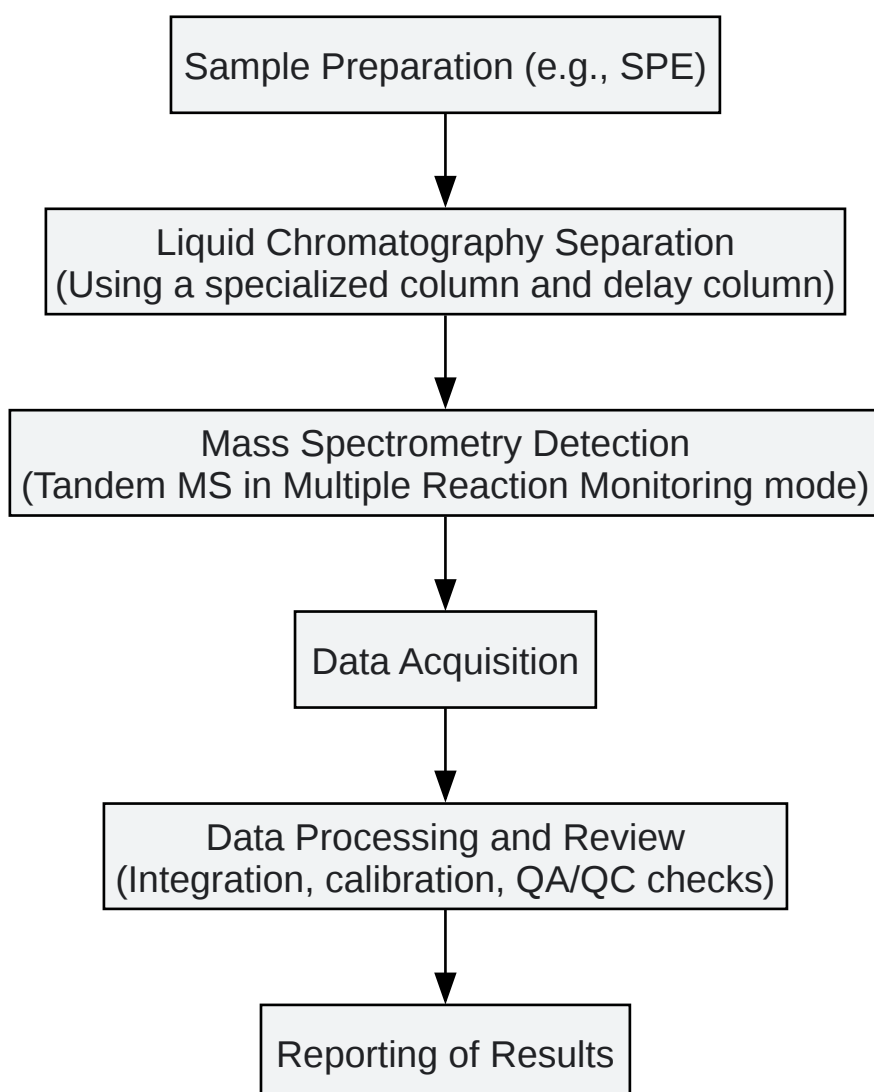 Sample Preparation (e.g., SPE)
Liquid Chromatography Separation
(Using a specialized column and delay column)
Mass Spectrometry Detection
(Tandem MS in Multiple Reaction Monitoring mode)
Data Acquisition
Data Processing and Review
(Integration, calibration, QA/QC checks)
Reporting of Results